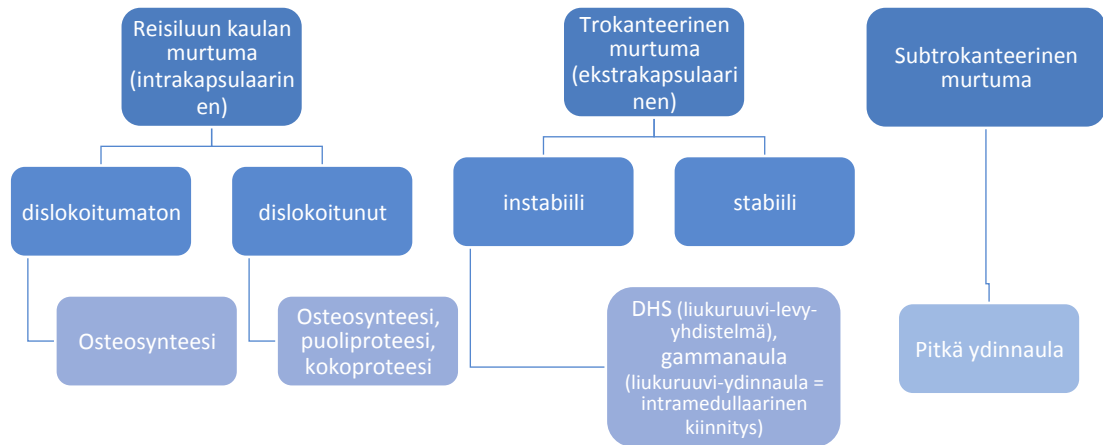 Reisiluun kaulan
murtuma
(intrakapsulaarin
en)
Trokanteerinen
murtuma
(ekstrakapsulaari
nen)
Subtrokanteerinen
murtuma
dislokoitumaton
dislokoitunut
instabiili
stabiili
Osteosynteesi
Osteosynteesi,
puoliproteesi,
kokoproteesi
DHS (liukuruuvi-levy-
yhdistelmä),
gammanaula
(liukuruuvi-ydinnaula =
intramedullaarinen
kiinnitys)
Pitkä ydinnaula